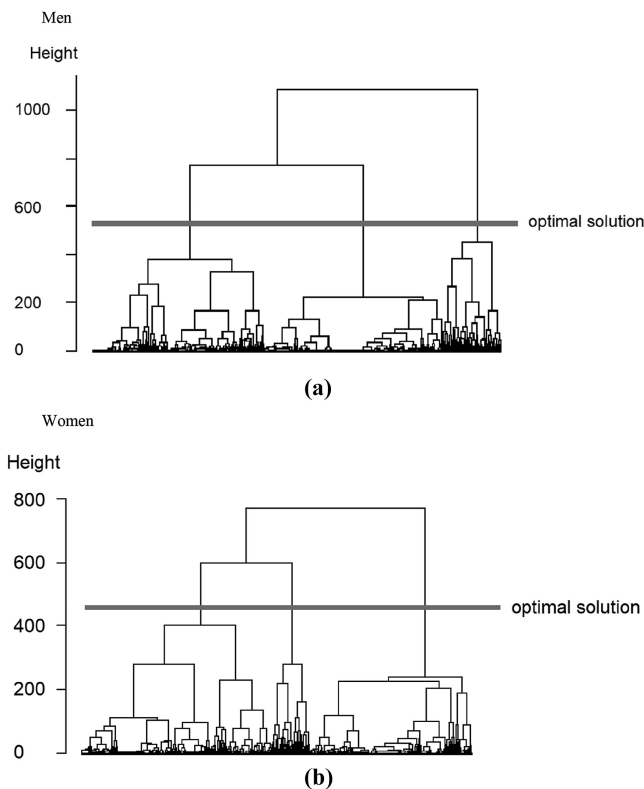 Men
Height
1000
600
optimal solution
200
0
(a)
Women
Height
800
600
optimal solution
400
200
0
(b)